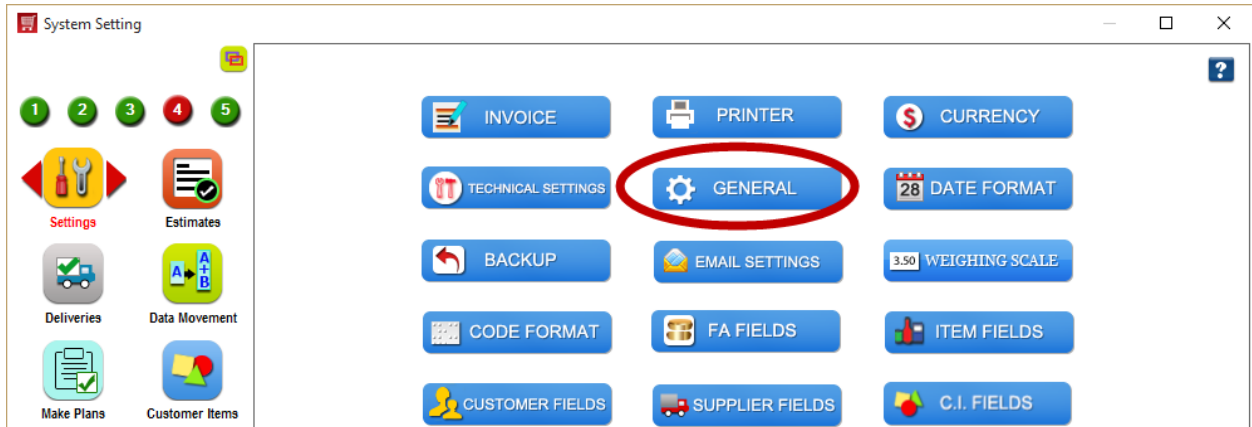 System Setting
?
1 2 3 4 5
INVOICE PRINTER CURRENCY
TECHNICAL SETTINGS GENERAL 28 DATE FORMAT
Settings Estimates
BACKUP EMAIL SETTINGS 3.50 WEIGHING SCALE
A A+B
Deliveries Data Movement
CODE FORMAT FA FIELDS ITEM FIELDS
CUSTOMER FIELDS SUPPLIER FIELDS C.I. FIELDS
Make Plans Customer Items